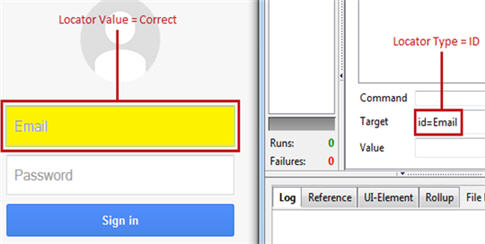 Locator Value = Correct
Email
Password
Sign in
Locator Type = ID
Command
Target id=Email
Value
Runs: 0
Failures: 0
Log Reference UI-Element Rollup File